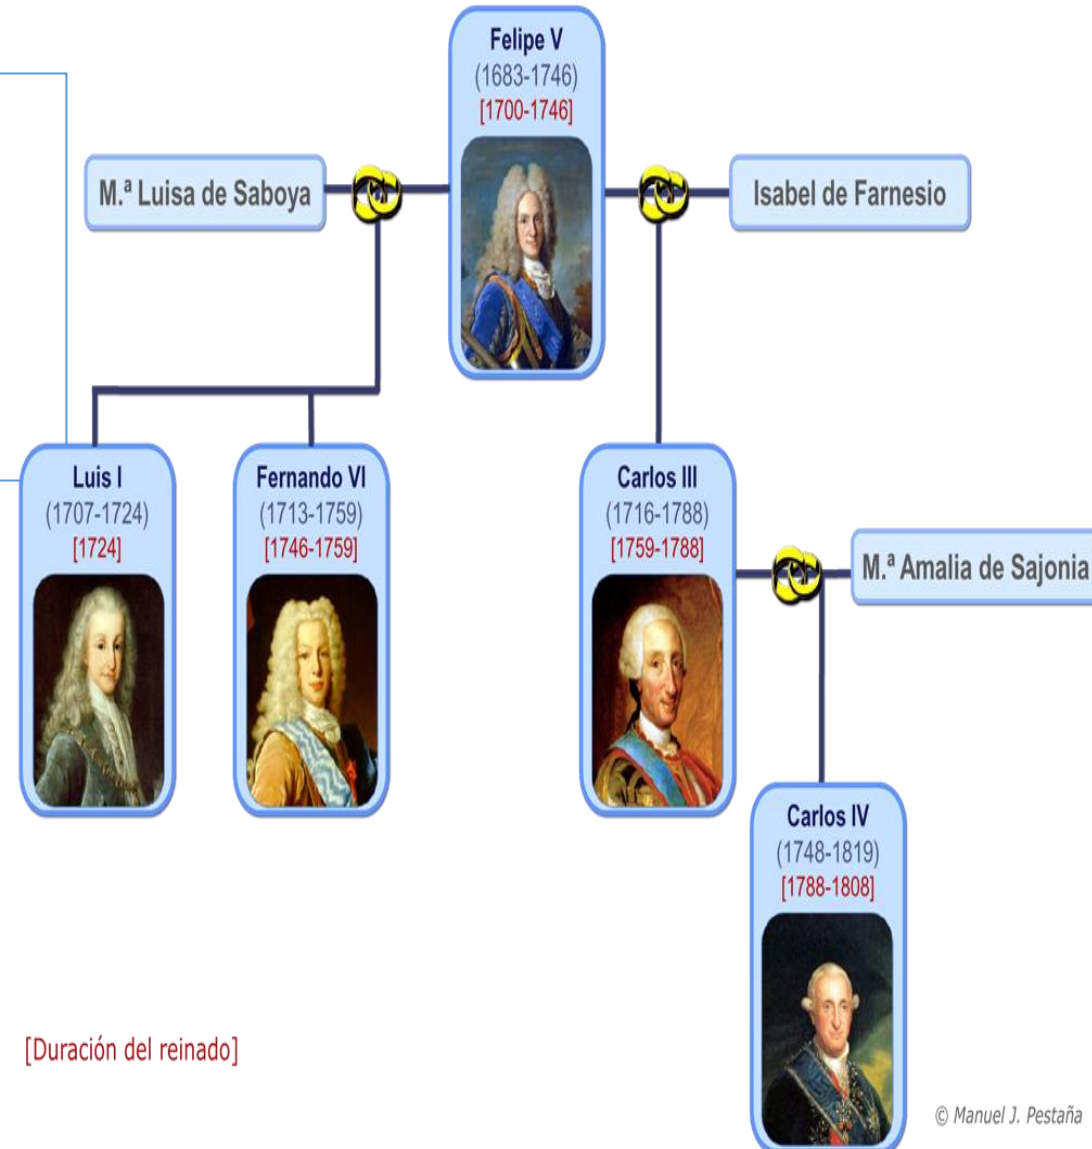 Felipe V
(1683-1746)
[1700-1746]
M.ª Luisa de Saboya
Isabel de Farnesio
Luis I
(1707-1724)
[1724]
Fernando VI
(1713-1759)
[1746-1759]
Carlos III
(1716-1788)
[1759-1788]
M.ª Amalia de Sajonia
Carlos IV
(1748-1819)
[1788-1808]
[Duración del reinado]
© Manuel J. Pestaña